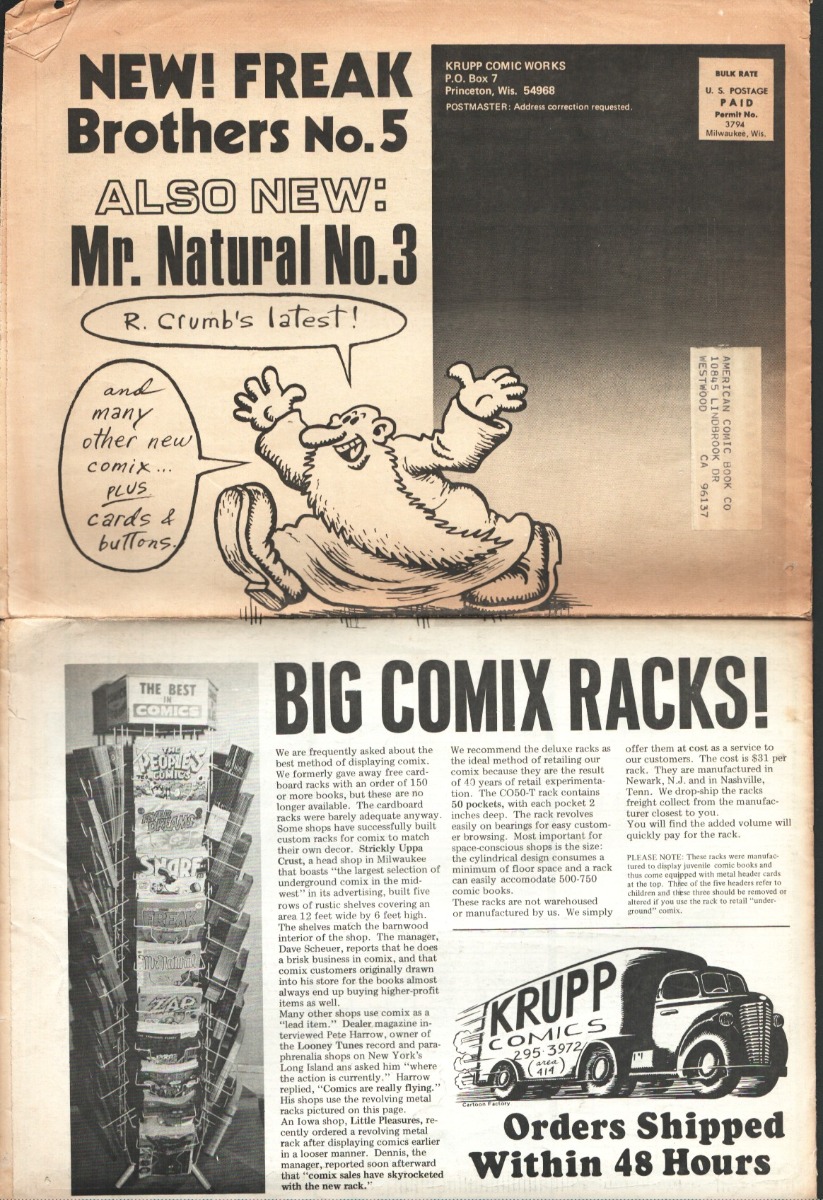 NEW! FREAK
Brothers No.5
ALSO NEW:
Mr. Natural No.3
R. Crumb's latest!
and
many
other new
comix...
PLUS
cards &
buttons.
KRUPP COMIC WORKS
P.O. Box 7
Princeton, Wis. 54968
POSTMASTER: Address correction requested.
BULK RATE
U. S. POSTAGE
PAID
Permit No.
3794
Milwaukee, Wis.
AMERICAN COMIC BOOK CO
10845 LINDBROOK DR
WESTWOOD CA 96137
THE BEST
IN
COMICS
THE
PEOPLE'S
COMICS
SNARF
ZAP
BIG COMIX RACKS!
We are frequently asked about the
best method of displaying comix.
We formerly gave away free card-
board racks with an order of 150
or more books, but these are no
longer available. The cardboard
racks were barely adequate anyway.
Some shops have successfully built
custom racks for comix to match
their own decor. Strickly Uppa
Crust, a head shop in Milwaukee
that boasts "the largest selection of
underground comix in the mid-
west" in its advertising, built five
rows of rustic shelves covering an
area 12 feet wide by 6 feet high.
The shelves match the barnwood
interior of the shop. The manager,
Dave Scheuer, reports that he does
a brisk business in comix, and that
comix customers originally drawn
into his store for the books almost
always end up buying higher-profit
items as well.
Many other shops use comix as a
"lead item." Dealer magazine in-
terviewed Pete Harrow, owner of
the Looney Tunes record and para-
phrenalia shops on New York's
Long Island ans asked him "where
the action is currently." Harrow
replied, "Comics are really flying."
His shops use the revolving metal
racks pictured on this page.
An Iowa shop, Little Pleasures, re-
cently ordered a revolving metal
rack after displaying comics earlier
in a looser manner. Dennis, the
manager, reported soon afterward
that "comix sales have skyrocketed
with the new rack."
We recommend the deluxe racks as
the ideal method of retailing our
comix because they are the result
of 40 years of retail experimenta-
tion. The CO50-T rack contains
50 pockets, with each pocket 2
inches deep. The rack revolves
easily on bearings for easy custom-
er browsing. Most important for
space-conscious shops is the size:
the cylindrical design consumes a
minimum of floor space and a rack
can easily accomodate 500-750
comic books.
These racks are not warehoused
or manufactured by us. We simply
offer them at cost as a service to
our customers. The cost is $31 per
rack. They are manufactured in
Newark, N.J. and in Nashville,
Tenn. We drop-ship the racks
freight collect from the manufac-
turer closest to you.
You will find the added volume will
quickly pay for the rack.
PLEASE NOTE: These racks were manufac-
tured to display juvenile comic books and
thus come equipped with metal header cards
at the top. Three of the five headers refer to
children and these three should be removed or
altered if you use the rack to retail "under-
ground" comix.
KRUPP
COMICS
295-3972
(area
414)
Cartoon Factory
Orders Shipped
Within 48 Hours